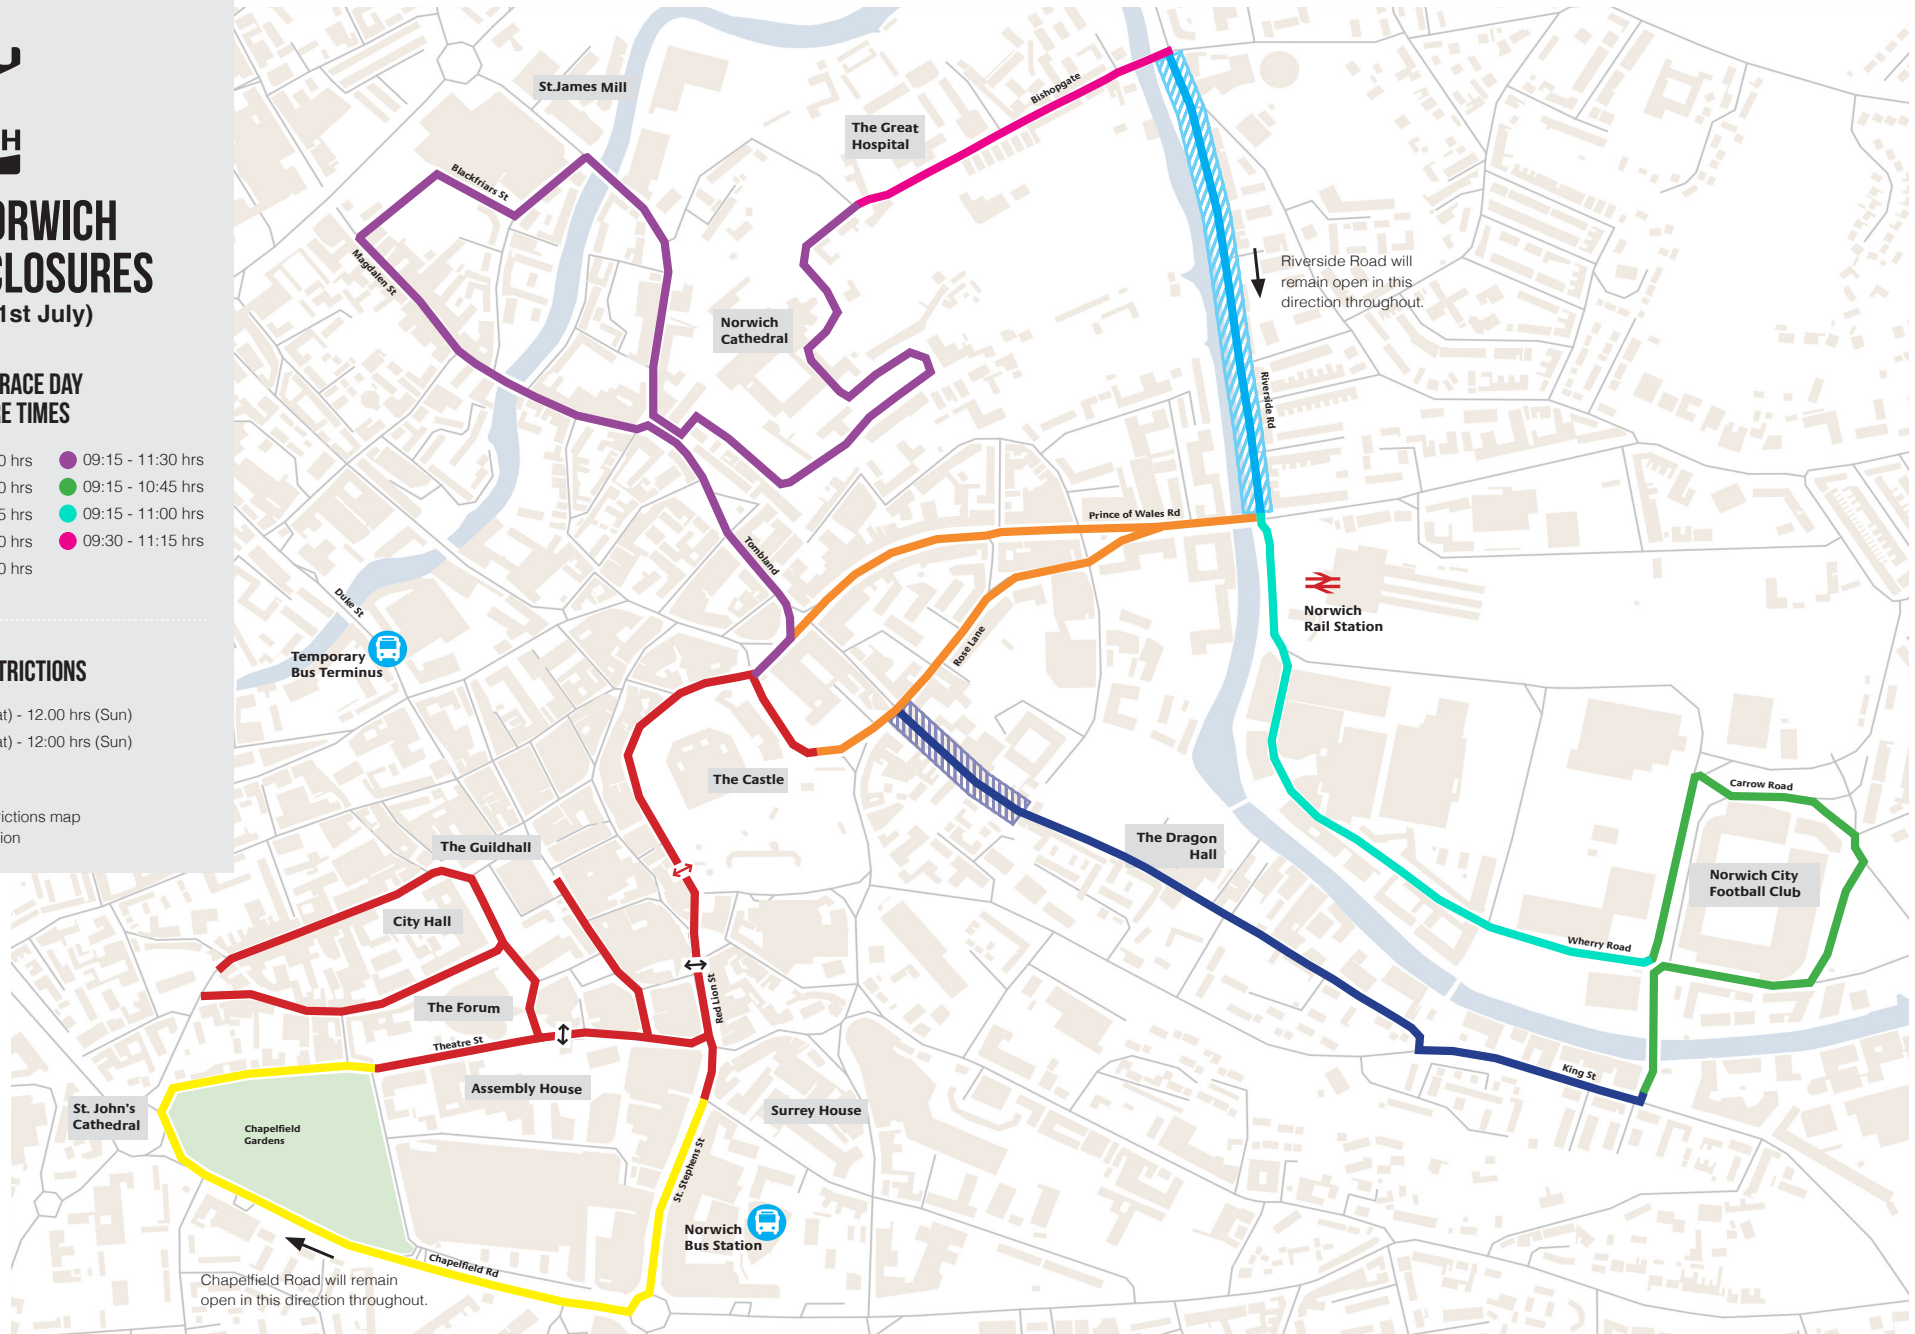 H
ORWICH
CLOSURES
1st July)
RACE DAY
RE TIMES
0 hrs
09:15 - 11:30 hrs
0 hrs
09:15 - 10:45 hrs
5 hrs
09:15 - 11:00 hrs
0 hrs
09:30 - 11:15 hrs
0 hrs
TRICTIONS
at) - 12.00 hrs (Sun)
at) - 12:00 hrs (Sun)
rictions map
ion
St.James Mill
The Great
Hospital
Bishopgate
Blackfriars St
Magdalen St
Norwich
Cathedral
Riverside Road will
remain open in this
direction throughout.
Riverside Rd
Prince of Wales Rd
Tombland
Duke St
Temporary
Bus Terminus
Rose Lane
Norwich
Rail Station
The Castle
The Dragon
Hall
Carrow Road
Norwich City
Football Club
Wherry Road
The Guildhall
City Hall
The Forum
Red Lion St
Theatre St
Assembly House
Surrey House
King St
St. John's
Cathedral
Chapelfield
Gardens
St. Stephens St
Norwich
Bus Station
Chapelfield Rd
Chapelfield Road will remain
open in this direction throughout.